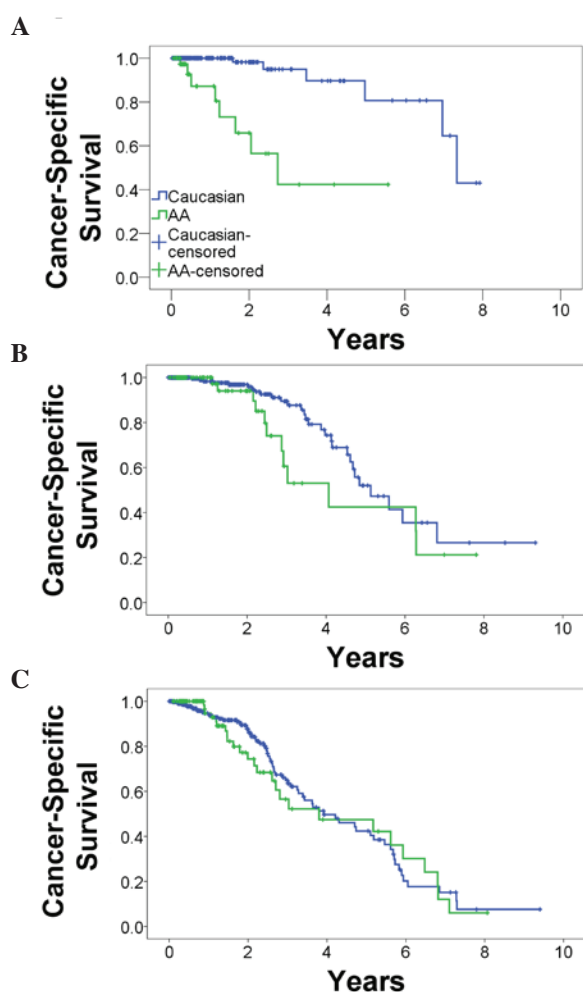 A
Cancer-Specific
Survival
1.0
0.8
0.6
0.4
0.2
0.0
Caucasian
AA
Caucasian-
censored
AA-censored
0 2 4 6 8 10
Years
B
Cancer-Specific
Survival
1.0
0.8
0.6
0.4
0.2
0.0
0 2 4 6 8 10
Years
C
Cancer-Specific
Survival
1.0
0.8
0.6
0.4
0.2
0.0
0 2 4 6 8 10
Years